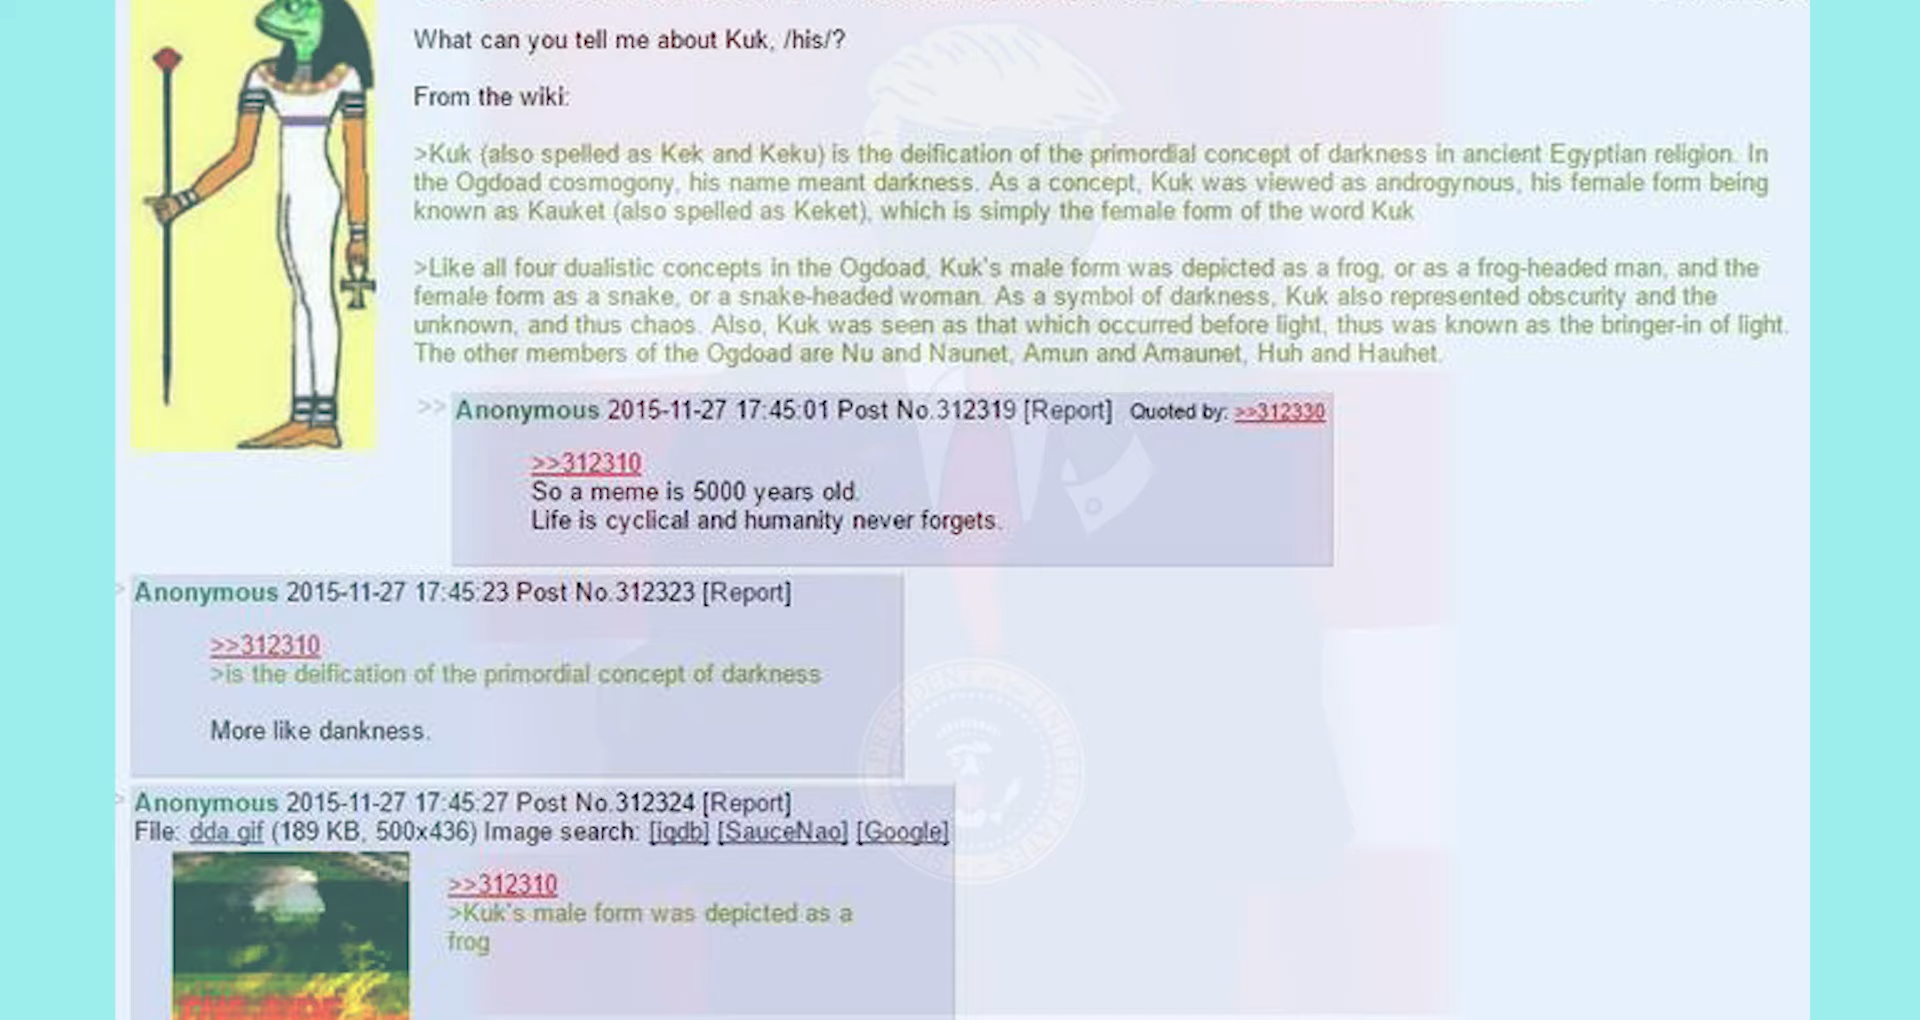 What can you tell me about Kuk, /his/?
From the wiki:
>Kuk (also spelled as Kek and Keku) is the deification of the primordial concept of darkness in ancient Egyptian religion. In
the Ogdoad cosmogony, his name meant darkness. As a concept, Kuk was viewed as androgynous, his female form being
known as Kauket (also spelled as Keket), which is simply the female form of the word Kuk
>Like all four dualistic concepts in the Ogdoad, Kuk's male form was depicted as a frog, or as a frog-headed man, and the
female form as a snake, or a snake-headed woman. As a symbol of darkness, Kuk also represented obscurity and the
unknown, and thus chaos. Also, Kuk was seen as that which occurred before light, thus was known as the bringer-in of light.
The other members of the Ogdoad are Nu and Naunet, Amun and Amaunet, Huh and Hauhet.
>> Anonymous 2015-11-27 17:45:01 Post No.312319 [Report] Quoted by: >>312330
>>312310
So a meme is 5000 years old.
Life is cyclical and humanity never forgets.
> Anonymous 2015-11-27 17:45:23 Post No.312323 [Report]
>>312310
>is the deification of the primordial concept of darkness
More like dankness.
> Anonymous 2015-11-27 17:45:27 Post No.312324 [Report]
File: dda.gif (189 KB, 500x436) Image search: [iqdb] [SauceNao] [Google]
>>312310
>Kuk's male form was depicted as a
frog